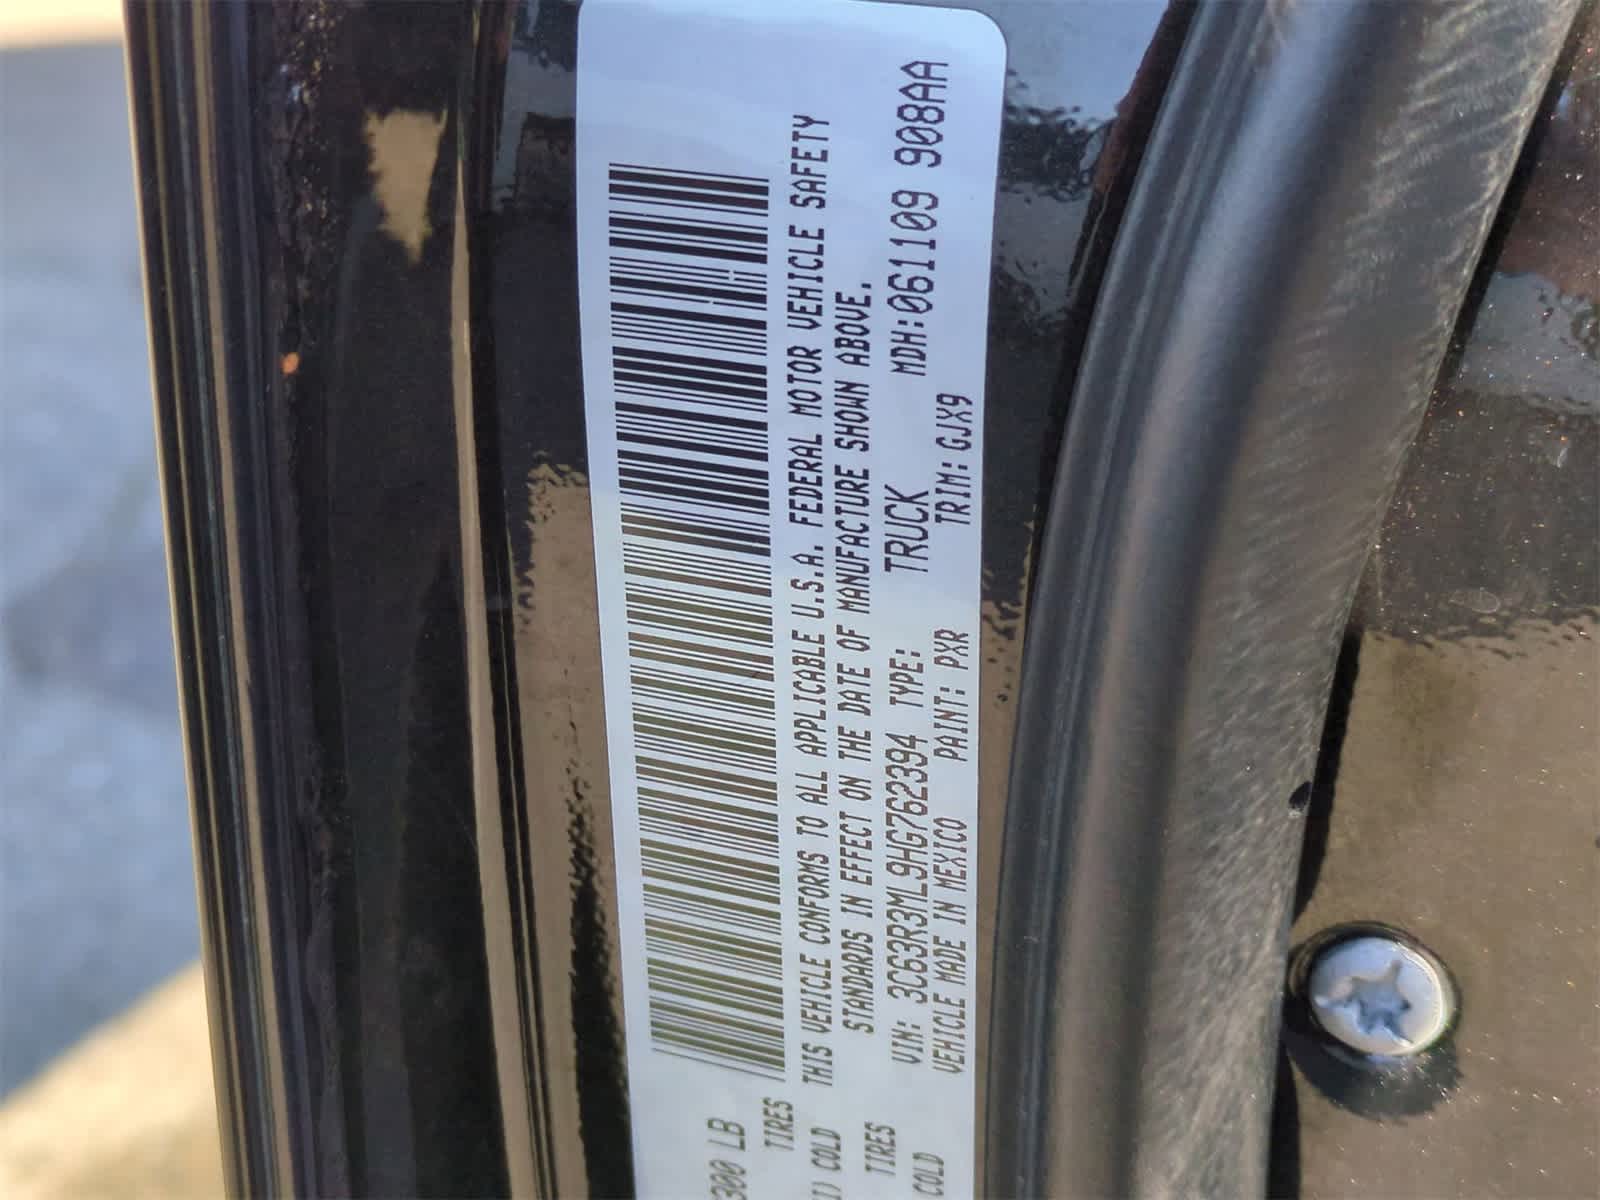 300 LB
TIRES
THIS VEHICLE CONFORMS TO ALL APPLICABLE U.S.A. FEDERAL MOTOR VEHICLE SAFETY
COLD
STANDARDS IN EFFECT ON THE DATE OF MANUFACTURE SHOWN ABOVE.
TIRES
VIN: 3C63R3ML9HG762394 TYPE: TRUCK MDH:061109 908AA
COLD
VEHICLE MADE IN MEXICO PAINT: PXR TRIM: GJX9